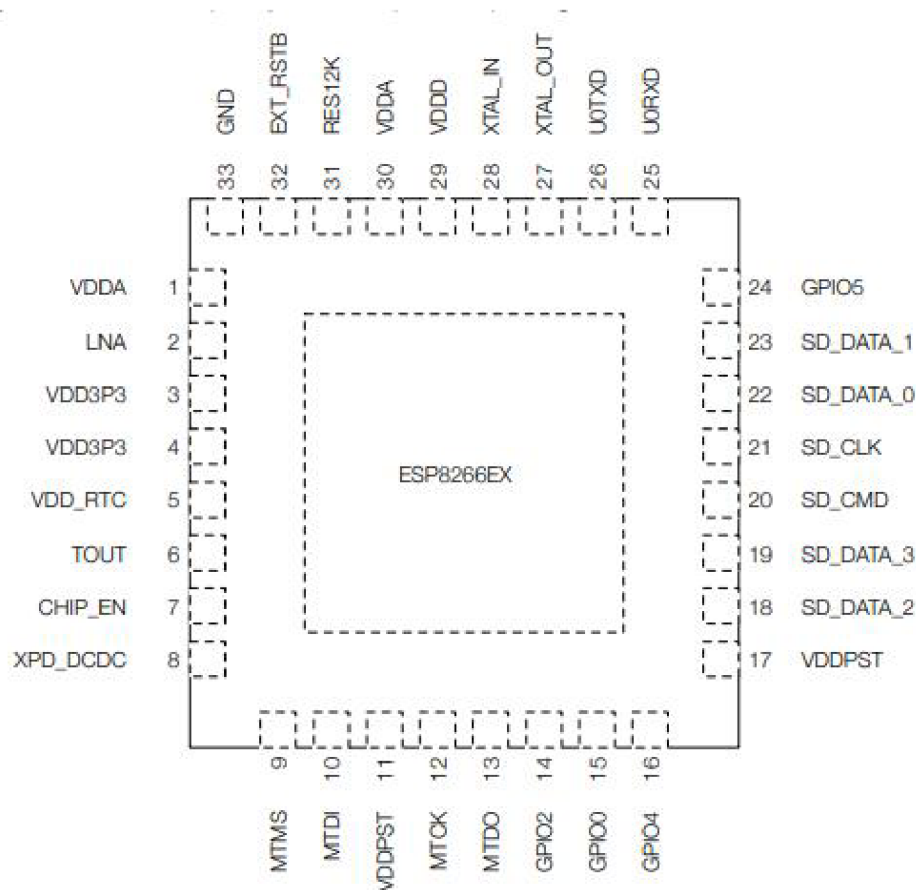 GND
EXT_RSTB
RES12K
VDDA
VDDD
XTAL_IN
XTAL_OUT
U0TXD
U0RXD
33
32
31
30
29
28
27
26
25
VDDA 1
LNA 2
VDD3P3 3
VDD3P3 4
VDD_RTC 5
TOUT 6
CHIP_EN 7
XPD_DCDC 8
ESP8266EX
24 GPIO5
23 SD_DATA_1
22 SD_DATA_0
21 SD_CLK
20 SD_CMD
19 SD_DATA_3
18 SD_DATA_2
17 VDDPST
9
10
11
12
13
14
15
16
MTMS
MTDI
VDDPST
MTCK
MTDO
GPIO2
GPIO0
GPIO4